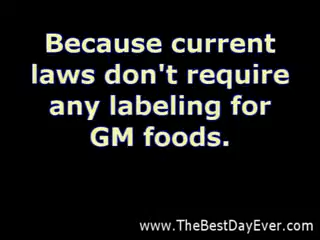 Because current
laws don't require
any labeling for
GM foods.
www.TheBestDayEver.com